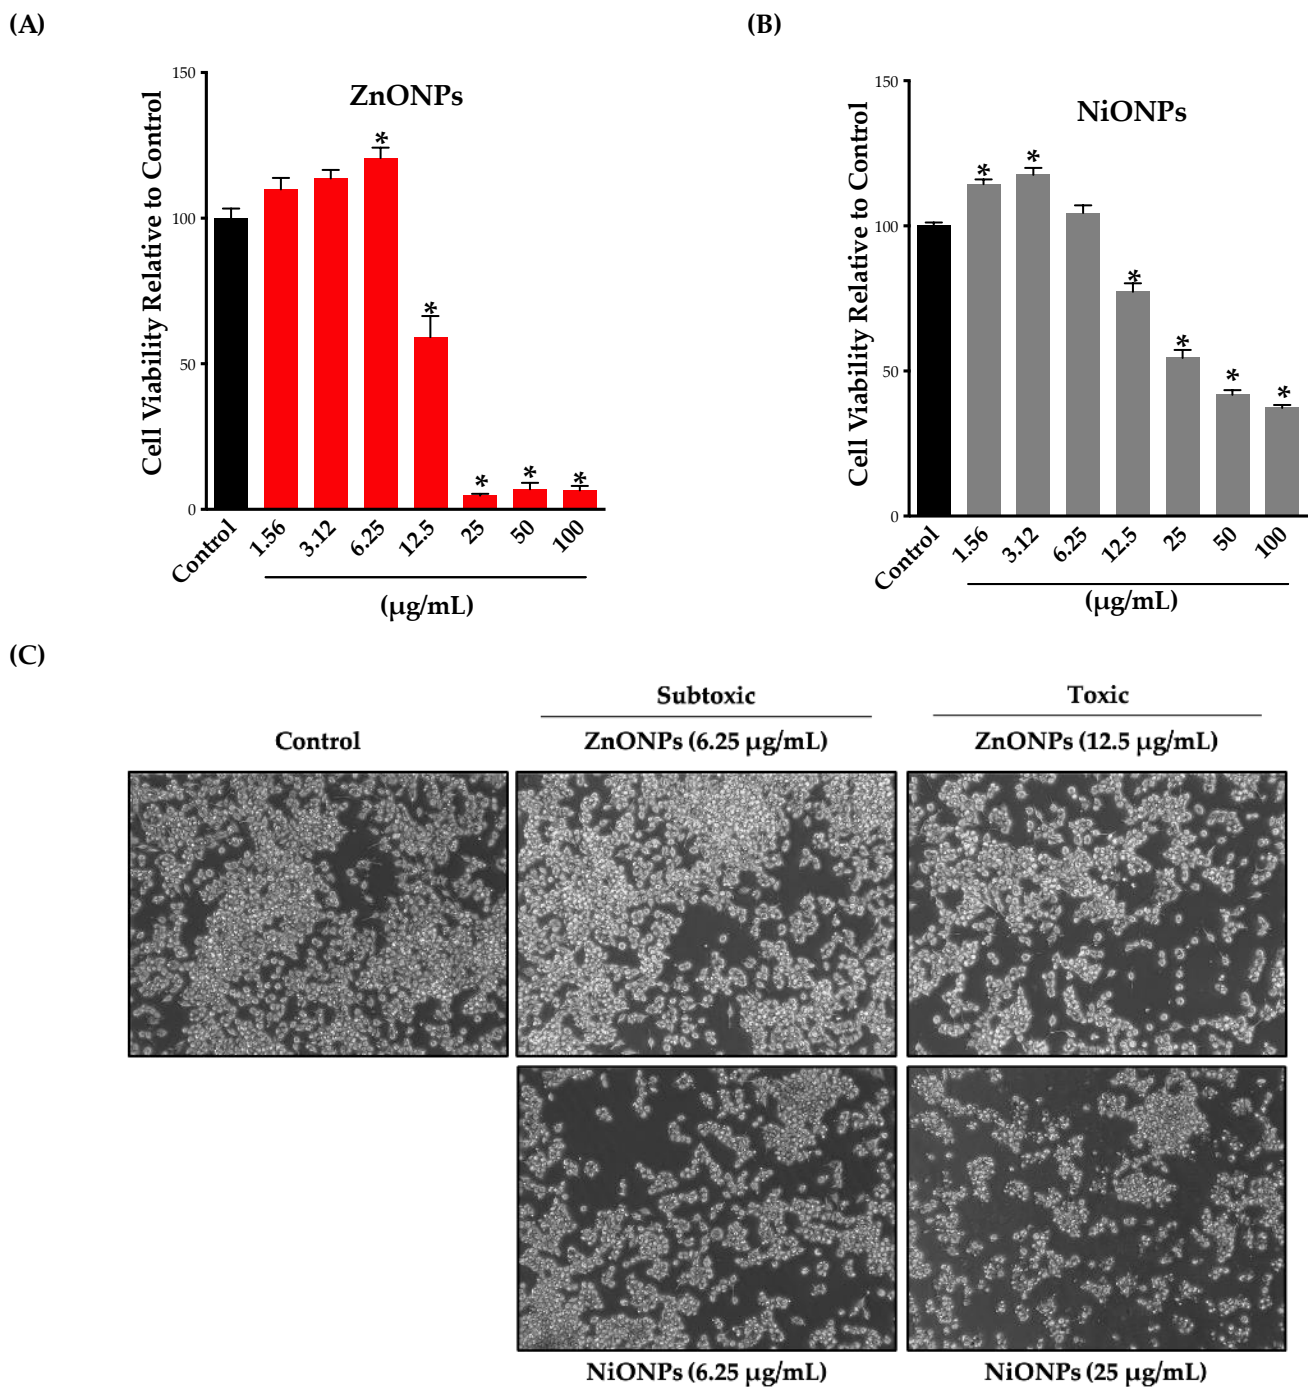 (A)
(B)
ZnONPs
Cell Viability Relative to Control
150
100
50
0
*
*
*
*
*
Control
1.56
3.12
6.25
12.5
25
50
100
(µg/mL)
NiONPs
Cell Viability Relative to Control
150
100
50
0
*
*
*
*
*
*
Control
1.56
3.12
6.25
12.5
25
50
100
(µg/mL)
(C)
Subtoxic
Toxic
Control
ZnONPs (6.25 µg/mL)
ZnONPs (12.5 µg/mL)
NiONPs (6.25 µg/mL)
NiONPs (25 µg/mL)